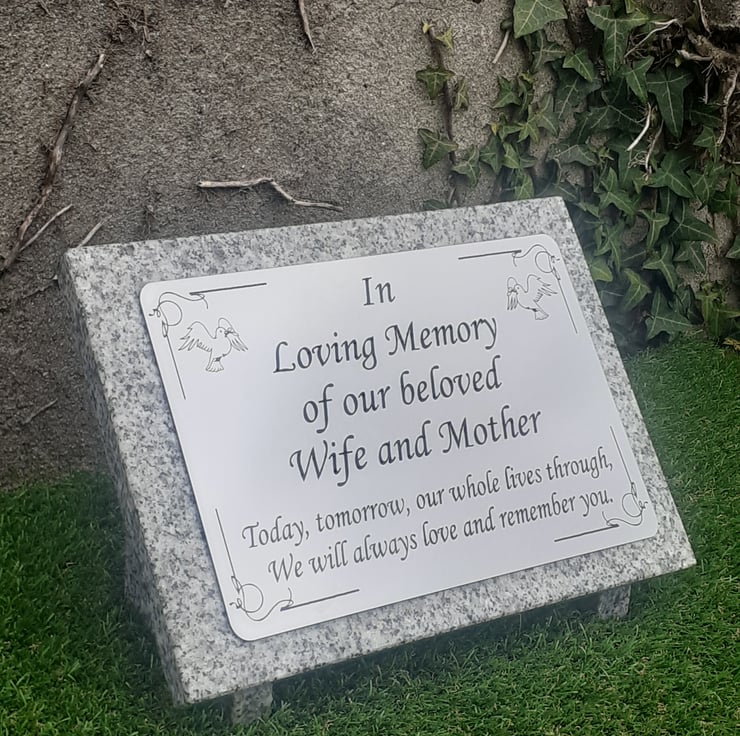 In
Loving Memory
of our beloved
Wife and Mother
Today, tomorrow, our whole lives through,
We will always love and remember you.